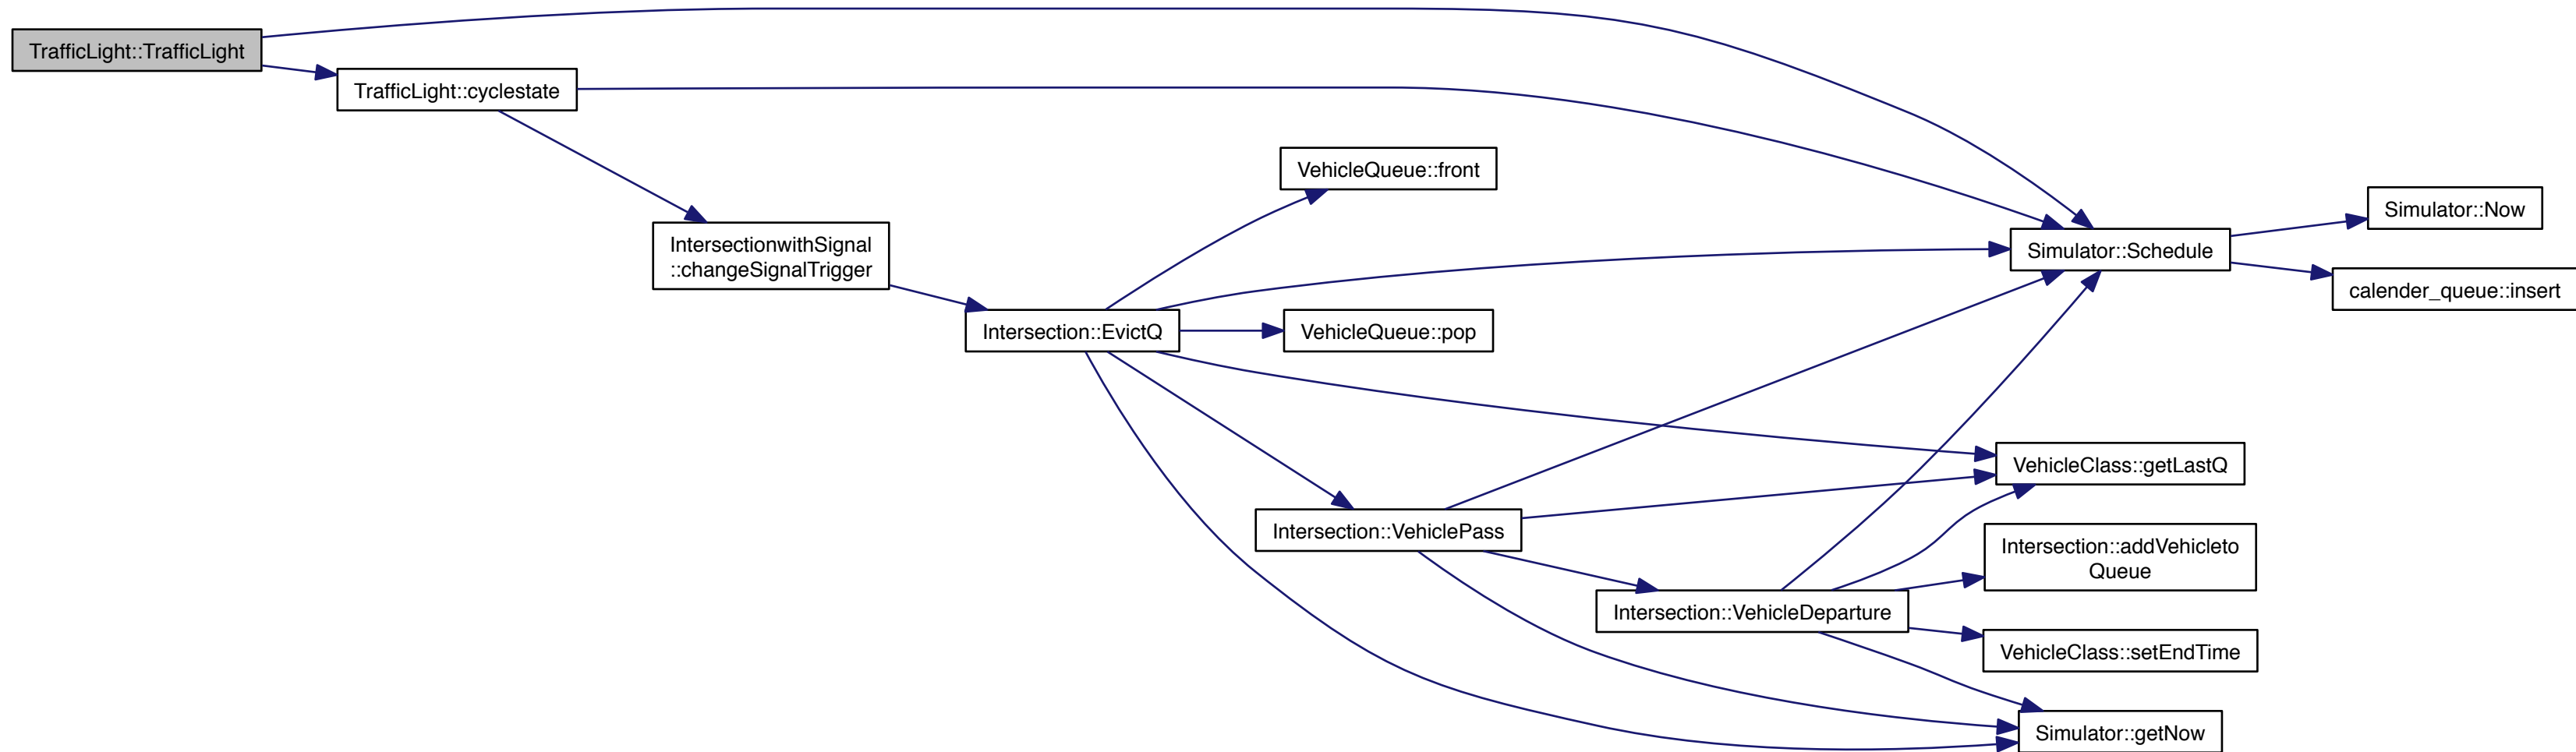 TrafficLight::TrafficLight
TrafficLight::cyclestate
VehicleQueue::front
Simulator::Now
IntersectionwithSignal
::changeSignalTrigger
Simulator::Schedule
calender_queue::insert
Intersection::EvictQ
VehicleQueue::pop
VehicleClass::getLastQ
Intersection::VehiclePass
Intersection::addVehicleto
Queue
Intersection::VehicleDeparture
VehicleClass::setEndTime
Simulator::getNow